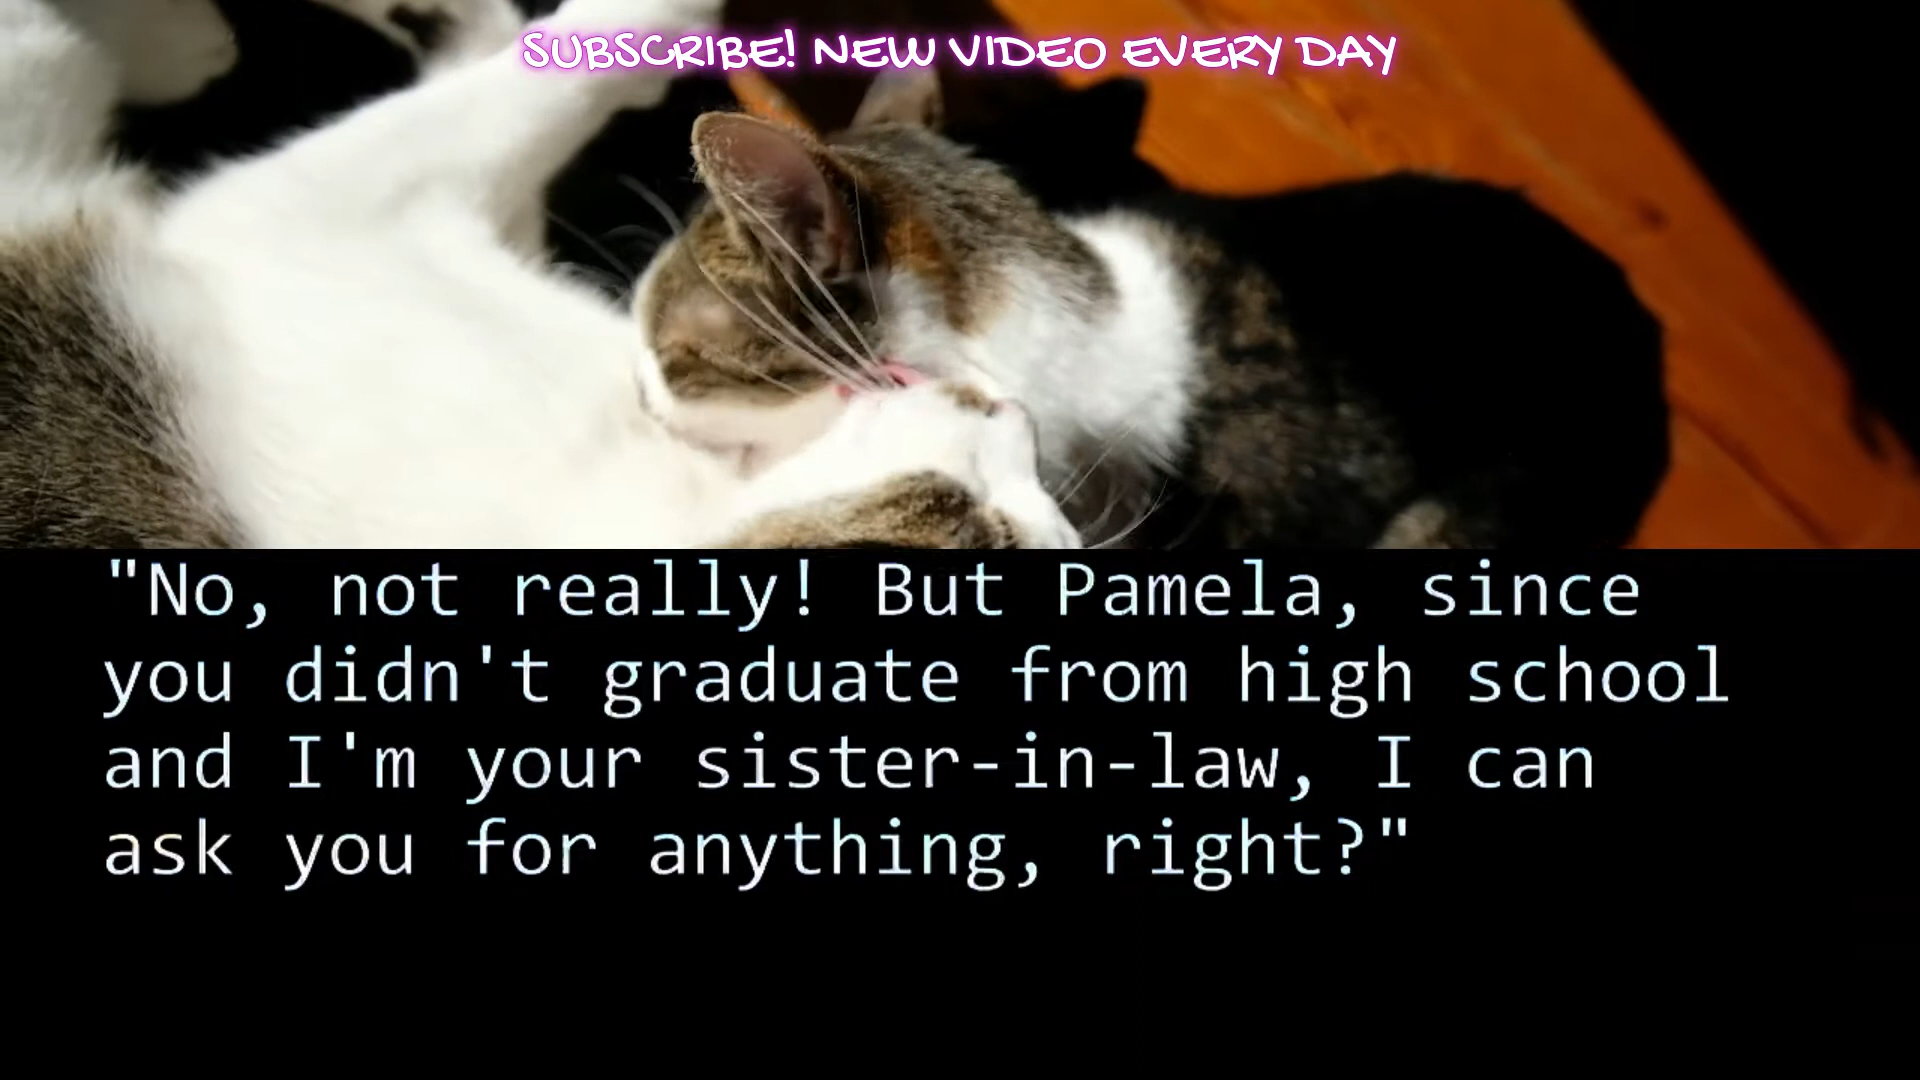 SUBSCRIBE! NEW VIDEO EVERY DAY
"No, not really! But Pamela, since
you didn't graduate from high school
and I'm your sister-in-law, I can
ask you for anything, right?"